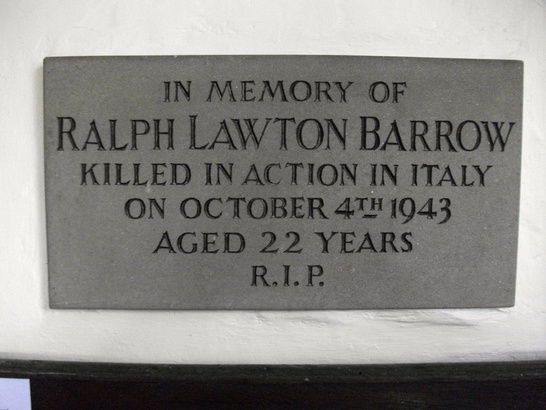 IN MEMORY OF
RALPH LAWTON BARROW
KILLED IN ACTION IN ITALY
ON OCTOBER 4TH 1943
AGED 22 YEARS
R.I.P.